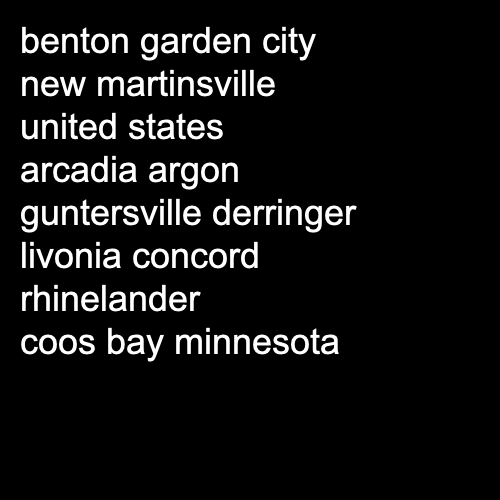 benton garden city
new martinsville
united states
arcadia argon
guntersville derringer
livonia concord
rhinelander
coos bay minnesota